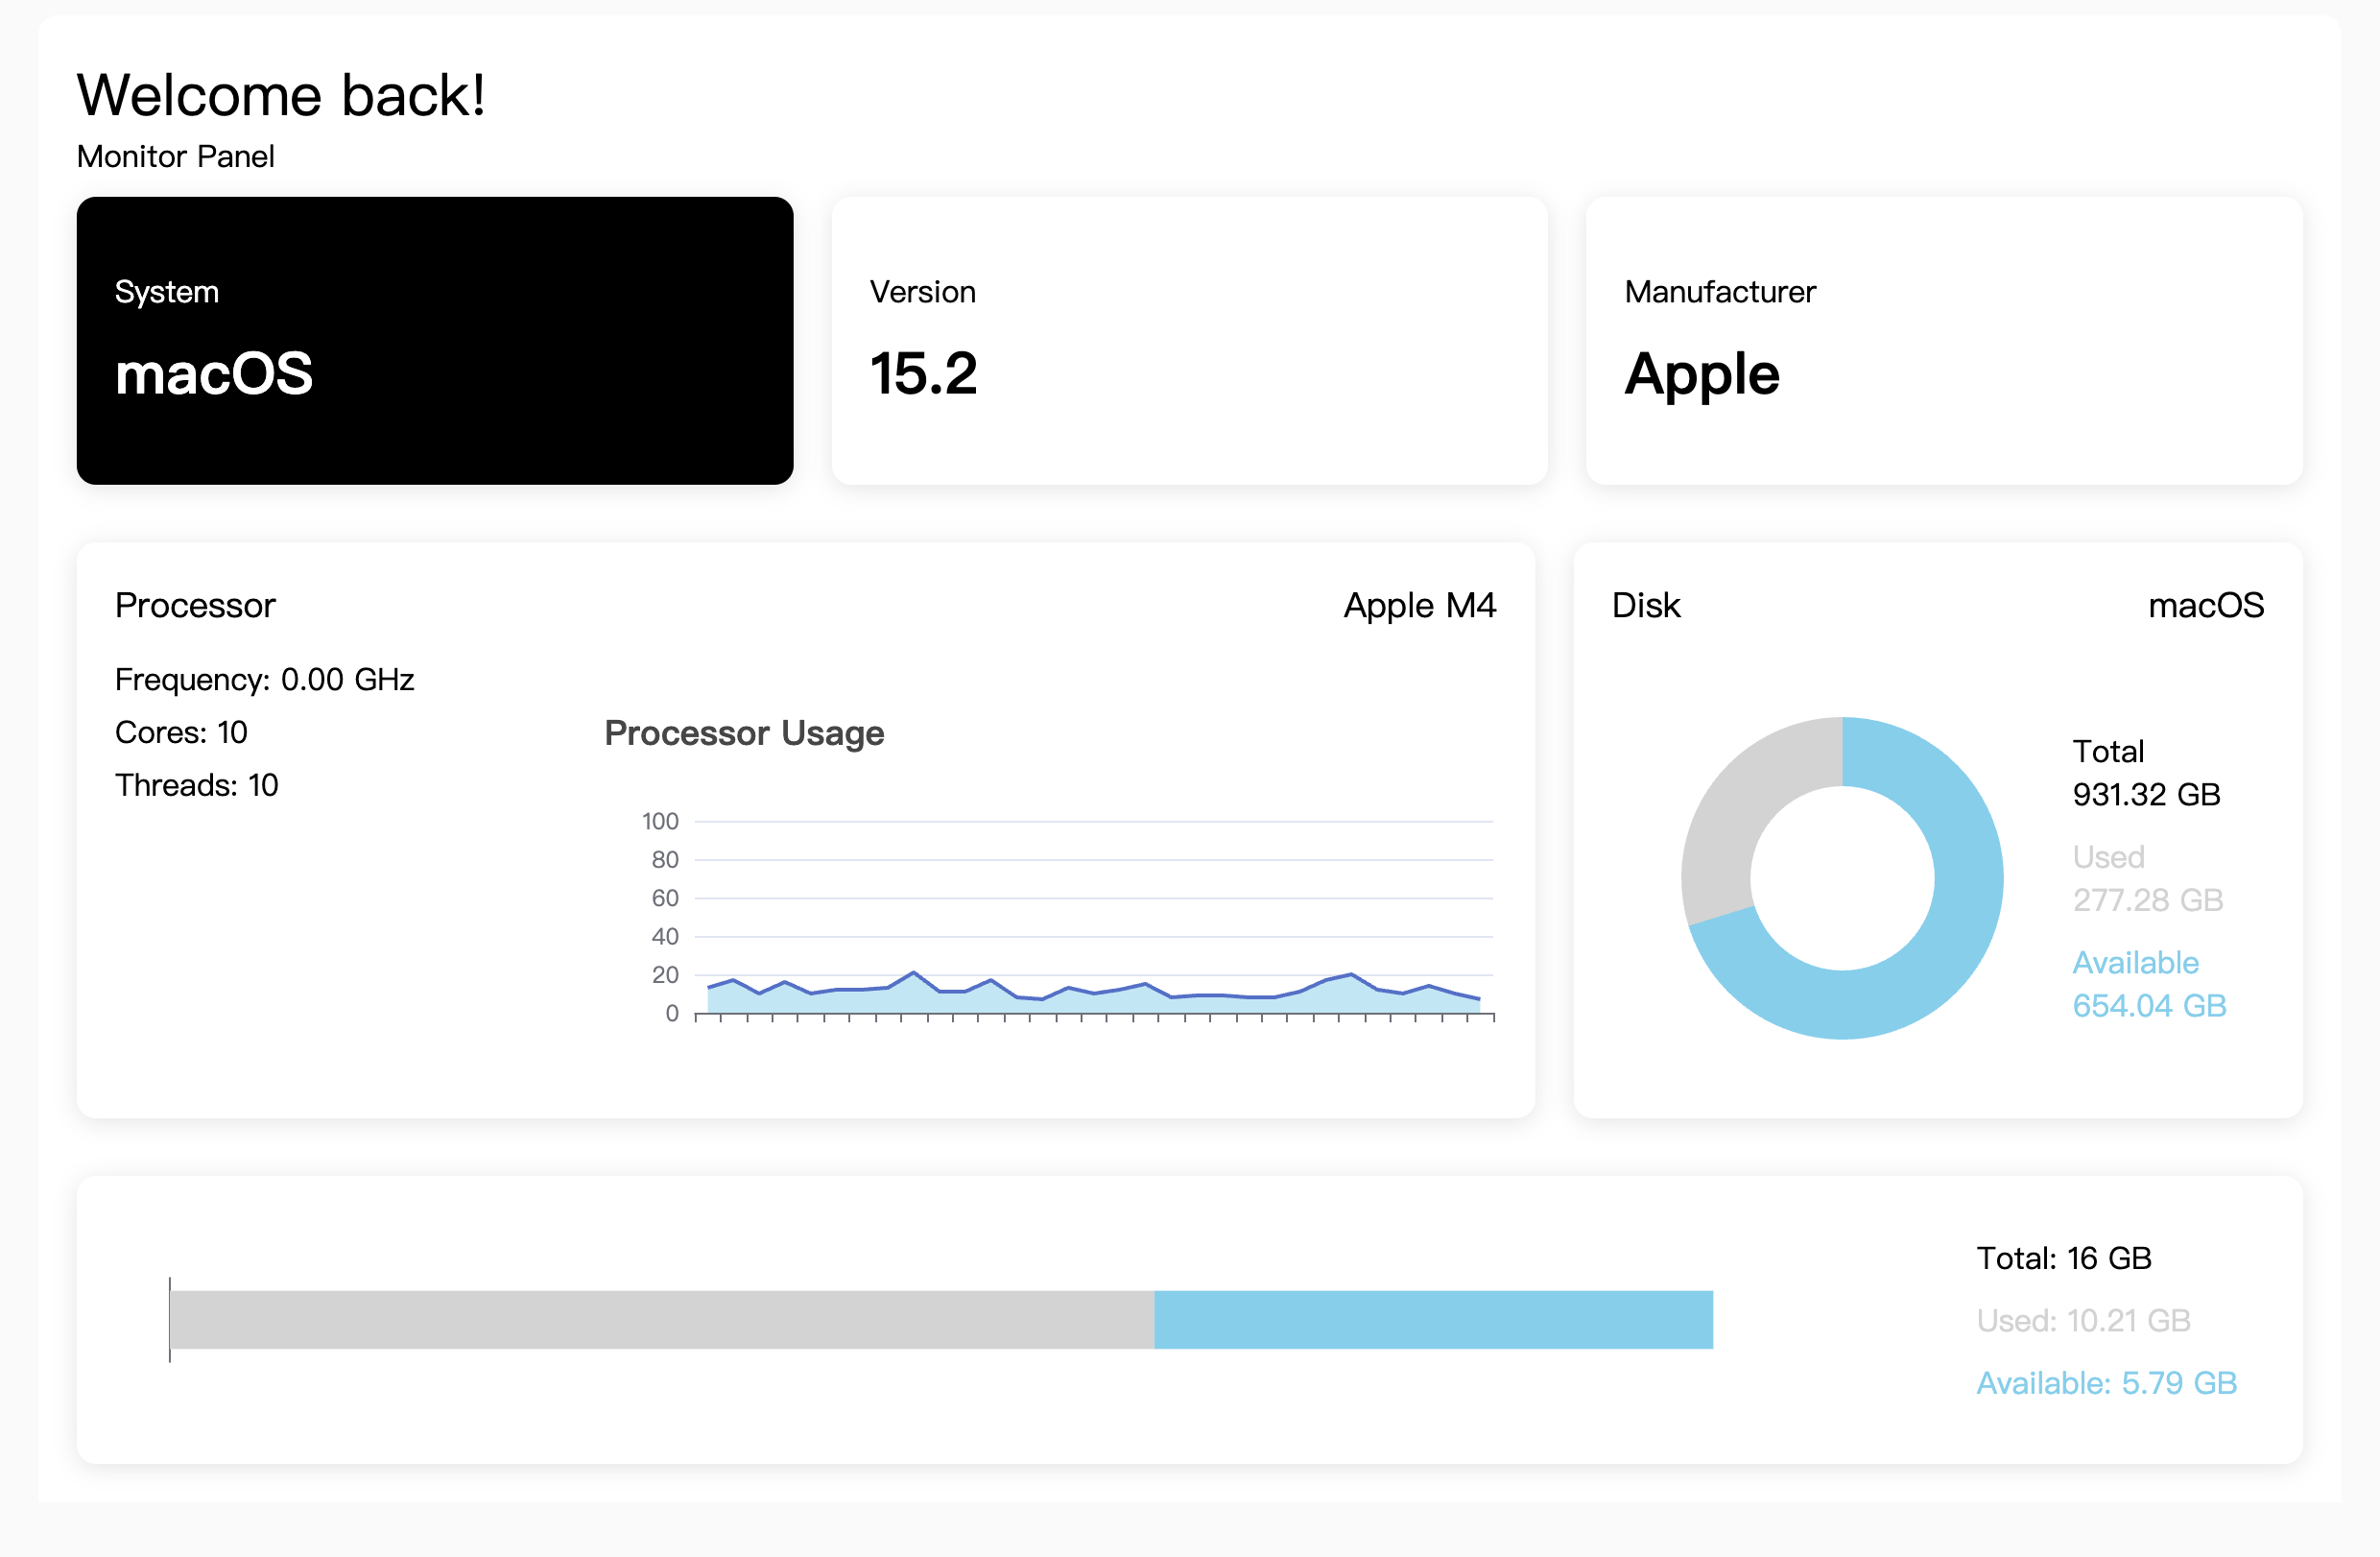 Welcome back!
Monitor Panel
System
macOS
Version
15.2
Manufacturer
Apple
Processor
Apple M4
Frequency: 0.00 GHz
Cores: 10
Threads: 10
Processor Usage
100
80
60
40
20
0
Disk
macOS
Total
931.32 GB
Used
277.28 GB
Available
654.04 GB
Total: 16 GB
Used: 10.21 GB
Available: 5.79 GB